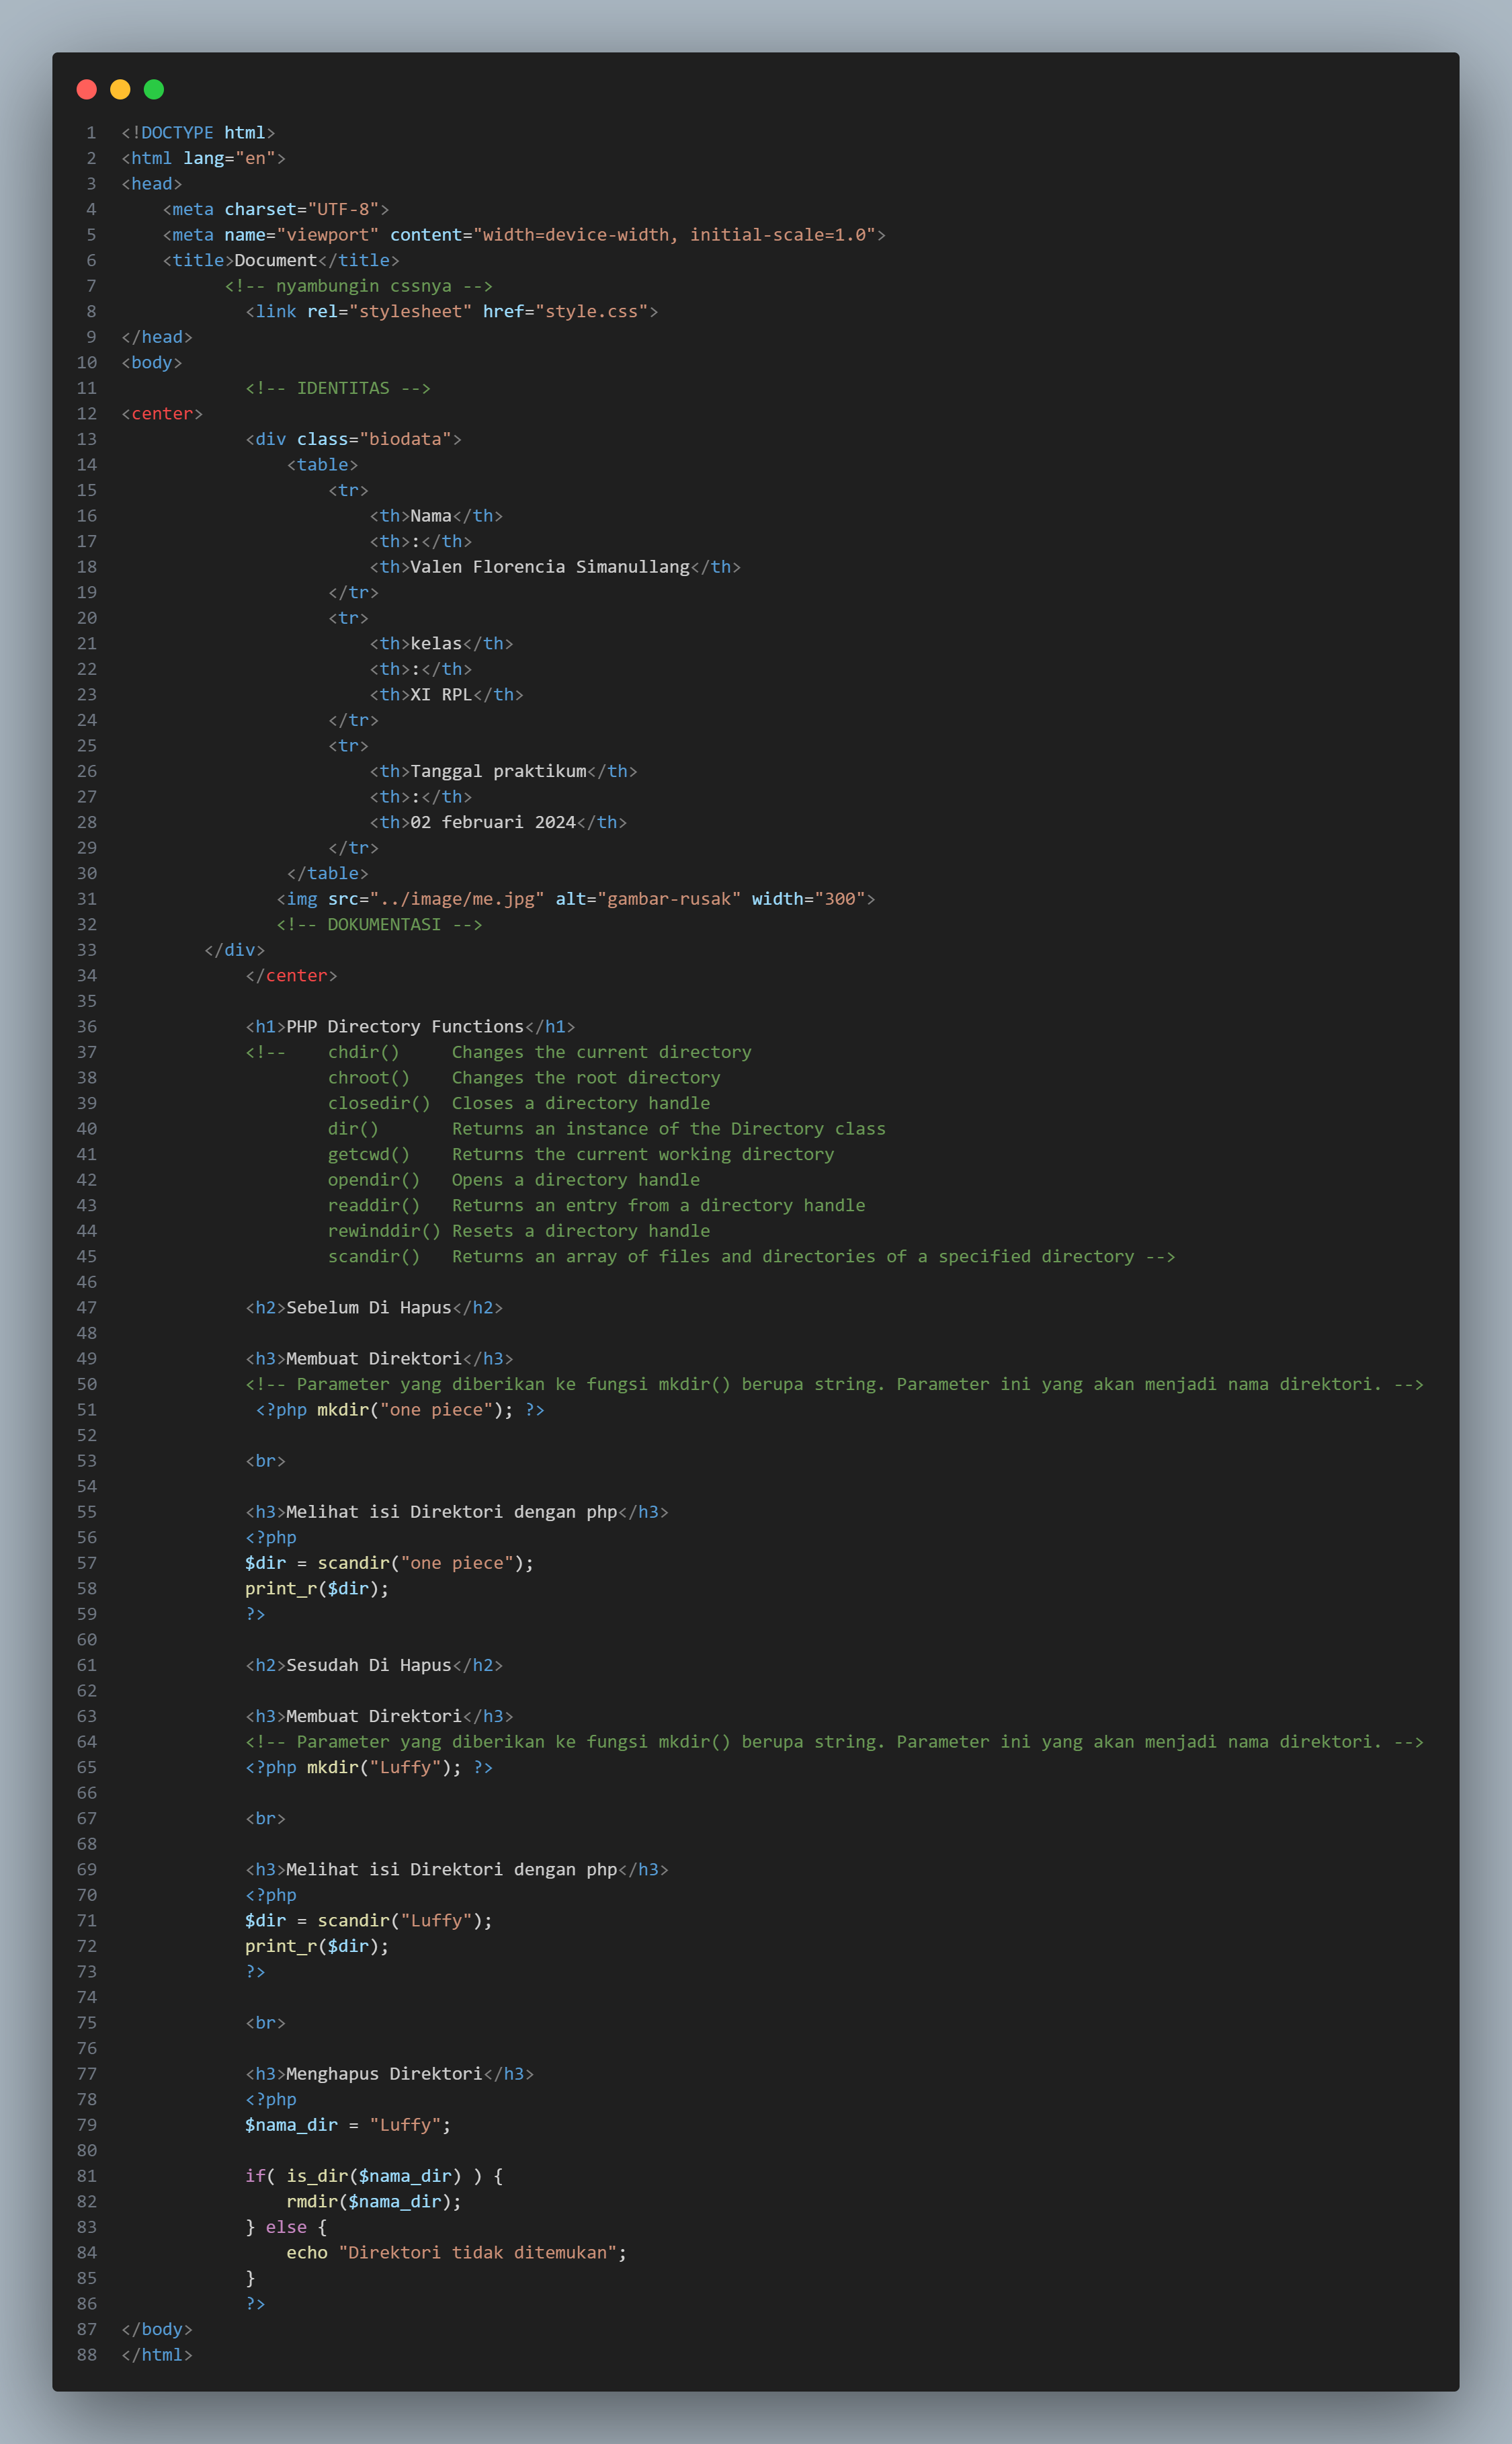 1 <!DOCTYPE html>
2 <html lang="en">
3 <head>
4     <meta charset="UTF-8">
5     <meta name="viewport" content="width=device-width, initial-scale=1.0">
6     <title>Document</title>
7           <!-- nyambungin cssnya -->
8             <link rel="stylesheet" href="style.css">
9 </head>
10 <body>
11             <!-- IDENTITAS -->
12 <center>
13             <div class="biodata">
14                 <table>
15                     <tr>
16                         <th>Nama</th>
17                         <th>:</th>
18                         <th>Valen Florencia Simanullang</th>
19                     </tr>
20                     <tr>
21                         <th>kelas</th>
22                         <th>:</th>
23                         <th>XI RPL</th>
24                     </tr>
25                     <tr>
26                         <th>Tanggal praktikum</th>
27                         <th>:</th>
28                         <th>02 februari 2024</th>
29                     </tr>
30                 </table>
31                <img src="../image/me.jpg" alt="gambar-rusak" width="300">
32                <!-- DOKUMENTASI -->
33         </div>
34             </center>
35
36             <h1>PHP Directory Functions</h1>
37             <!--    chdir()     Changes the current directory
38                     chroot()    Changes the root directory
39                     closedir()  Closes a directory handle
40                     dir()       Returns an instance of the Directory class
41                     getcwd()    Returns the current working directory
42                     opendir()   Opens a directory handle
43                     readdir()   Returns an entry from a directory handle
44                     rewinddir() Resets a directory handle
45                     scandir()   Returns an array of files and directories of a specified directory -->
46
47             <h2>Sebelum Di Hapus</h2>
48
49             <h3>Membuat Direktori</h3>
50             <!-- Parameter yang diberikan ke fungsi mkdir() berupa string. Parameter ini yang akan menjadi nama direktori. -->
51              <?php mkdir("one piece"); ?>
52
53             <br>
54
55             <h3>Melihat isi Direktori dengan php</h3>
56             <?php
57             $dir = scandir("one piece");
58             print_r($dir);
59             ?>
60
61             <h2>Sesudah Di Hapus</h2>
62
63             <h3>Membuat Direktori</h3>
64             <!-- Parameter yang diberikan ke fungsi mkdir() berupa string. Parameter ini yang akan menjadi nama direktori. -->
65             <?php mkdir("Luffy"); ?>
66
67             <br>
68
69             <h3>Melihat isi Direktori dengan php</h3>
70             <?php
71             $dir = scandir("Luffy");
72             print_r($dir);
73             ?>
74
75             <br>
76
77             <h3>Menghapus Direktori</h3>
78             <?php
79             $nama_dir = "Luffy";
80
81             if( is_dir($nama_dir) ) {
82                 rmdir($nama_dir);
83             } else {
84                 echo "Direktori tidak ditemukan";
85             }
86             ?>
87 </body>
88 </html>